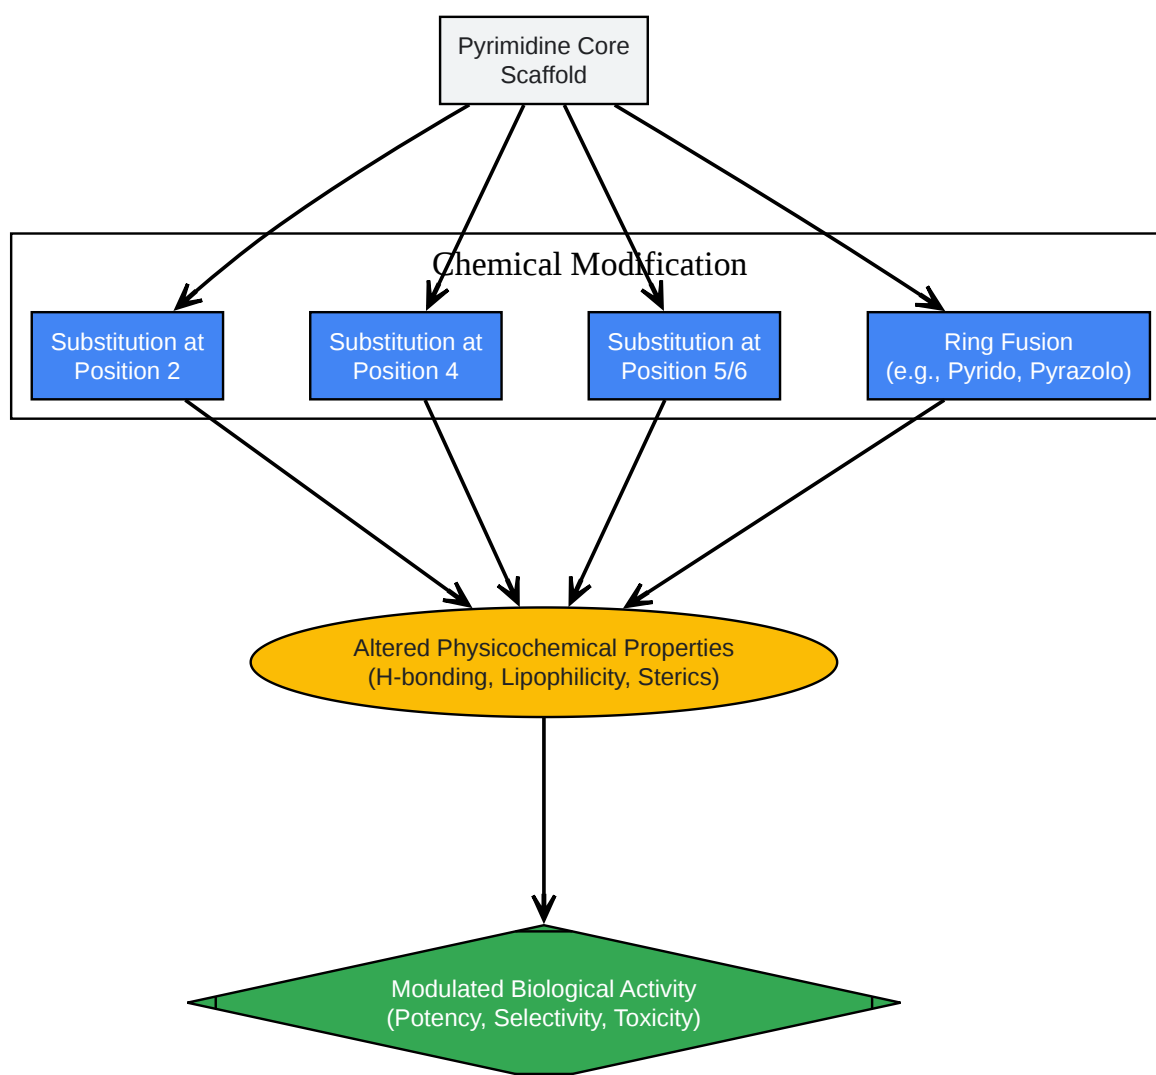 Pyrimidine Core
Scaffold
Chemical Modification
Substitution at
Position 2
Substitution at
Position 4
Substitution at
Position 5/6
Ring Fusion
(e.g., Pyrido, Pyrazolo)
Altered Physicochemical Properties
(H-bonding, Lipophilicity, Sterics)
Modulated Biological Activity
(Potency, Selectivity, Toxicity)